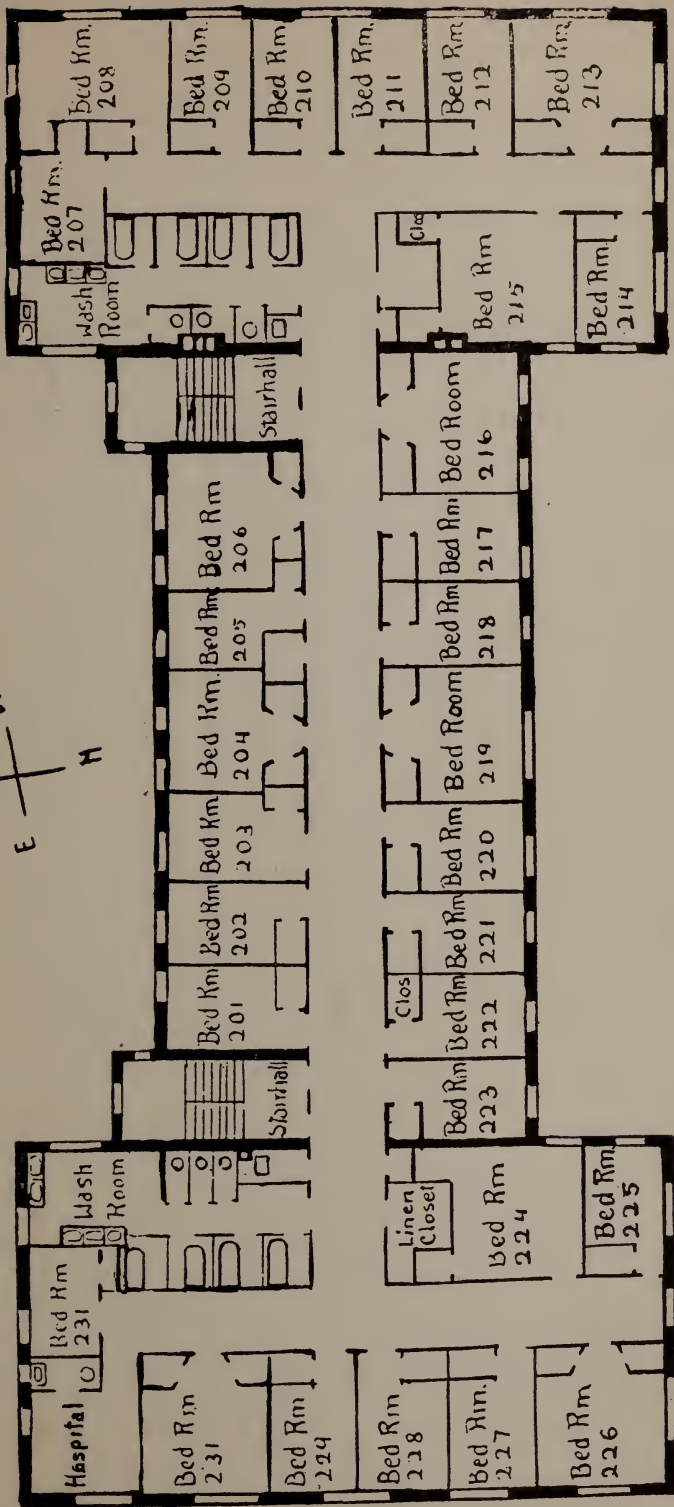 E
N
Bed Rm.
208
Bed Rm
209
Bed Rm
210
Bed Rm.
211
Bed Rm
212
Bed Rm
213
Bed Rm.
207
Wash
Room
Clos
Bed Rm
215
Bed Rm.
214
Stairhall
Bed Rm
206
Bed Rm
205
Bed Rm.
204
Bed Rm
203
Bed Rm
202
Bed Rm
201
Stairhall
Bed Room
216
Bed Rm
217
Bed Rm
218
Bed Room
219
Bed Rm
220
Bed Rm
221
Clos
Bed Rm
222
Bed Rm
223
Wash
Room
Linen
Closet
Bed Rm
224
Bed Rm.
225
Bed Rm
231
Hospital
Bed Rm
231
Bed Rm
229
Bed Rm
228
Bed Rm.
227
Bed Rm
226